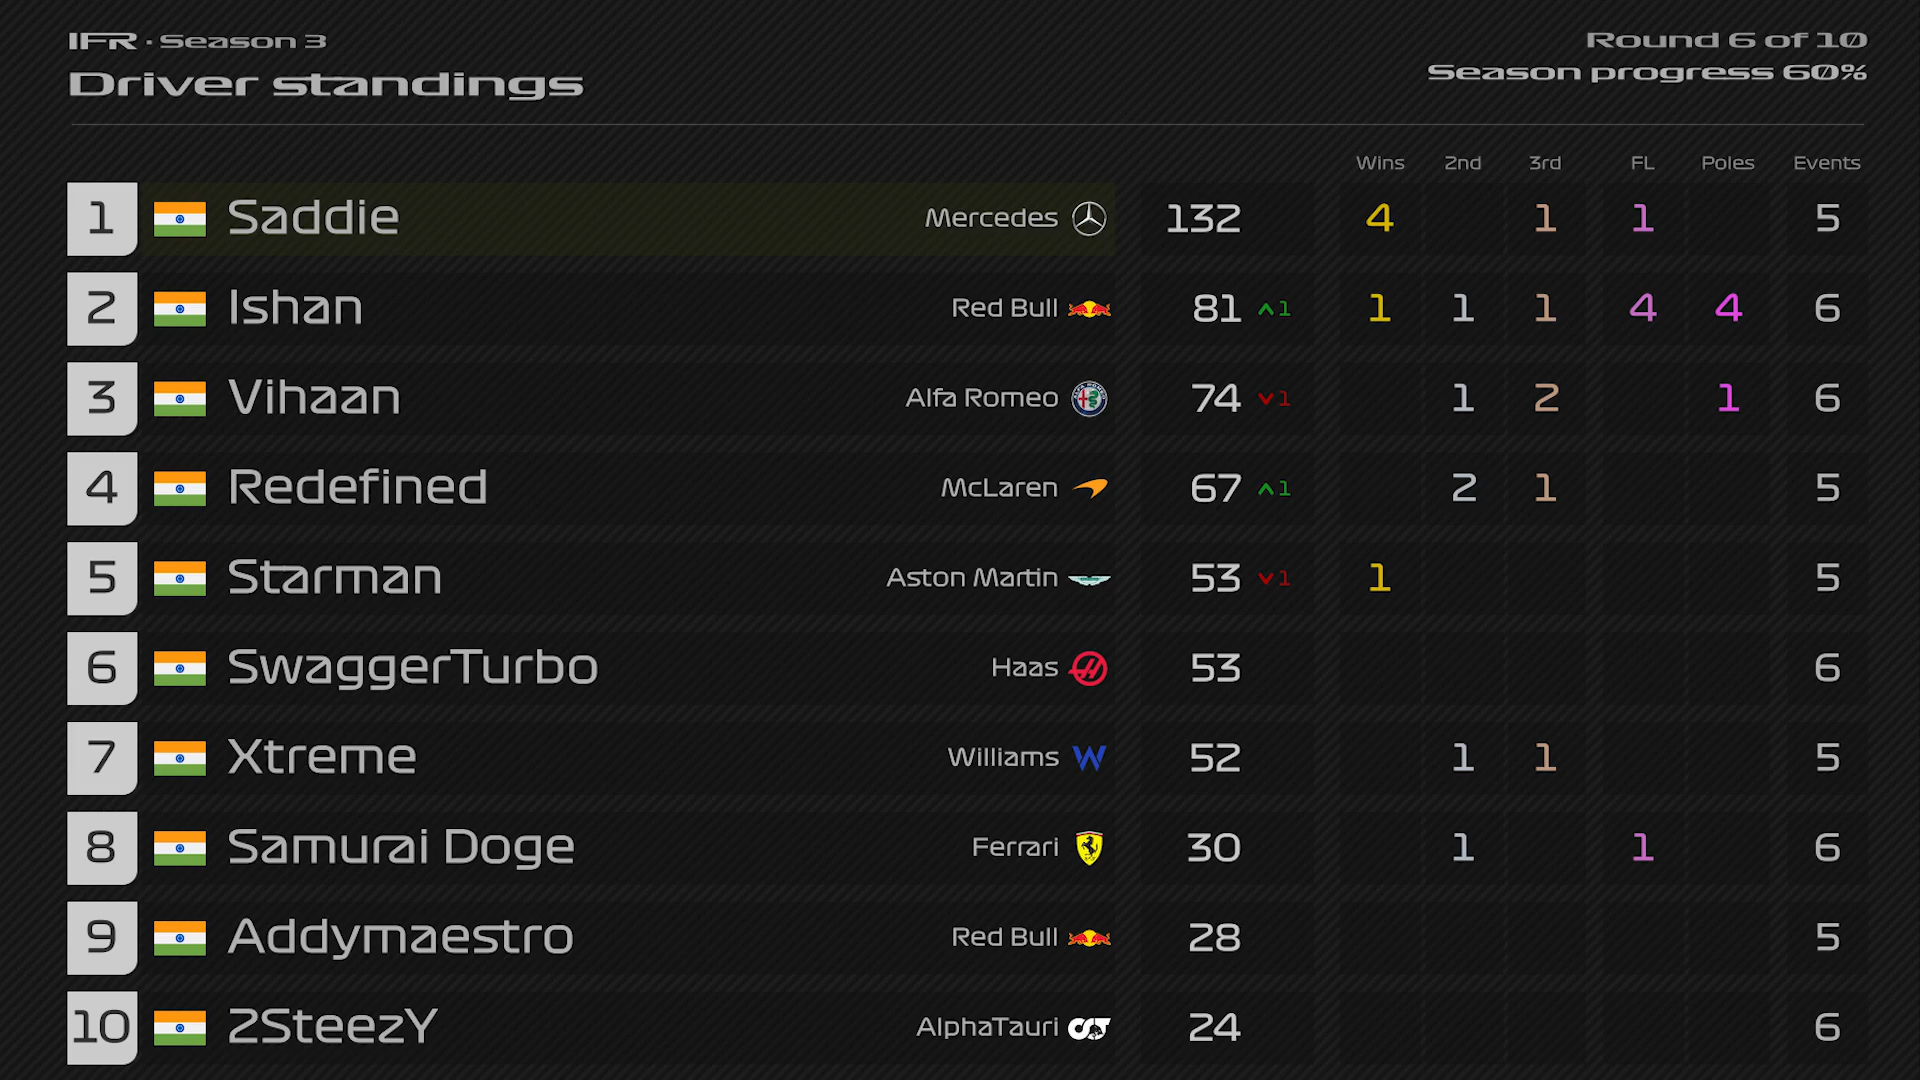 IFR · Season 3
Driver standings
Round 6 of 10
Season progress 60%
Wins 2nd 3rd FL Poles Events
1 Saddie Mercedes 132 4 1 1 5
2 Ishan Red Bull 81 1 1 1 1 4 4 6
3 Vihaan Alfa Romeo 74 1 1 2 1 6
4 Redefined McLaren 67 1 2 1 5
5 Starman Aston Martin 53 1 1 5
6 SwaggerTurbo Haas 53 6
7 Xtreme Williams W 52 1 1 5
8 Samurai Doge Ferrari 30 1 1 6
9 Addymaestro Red Bull 28 5
10 2SteezY AlphaTauri 24 6